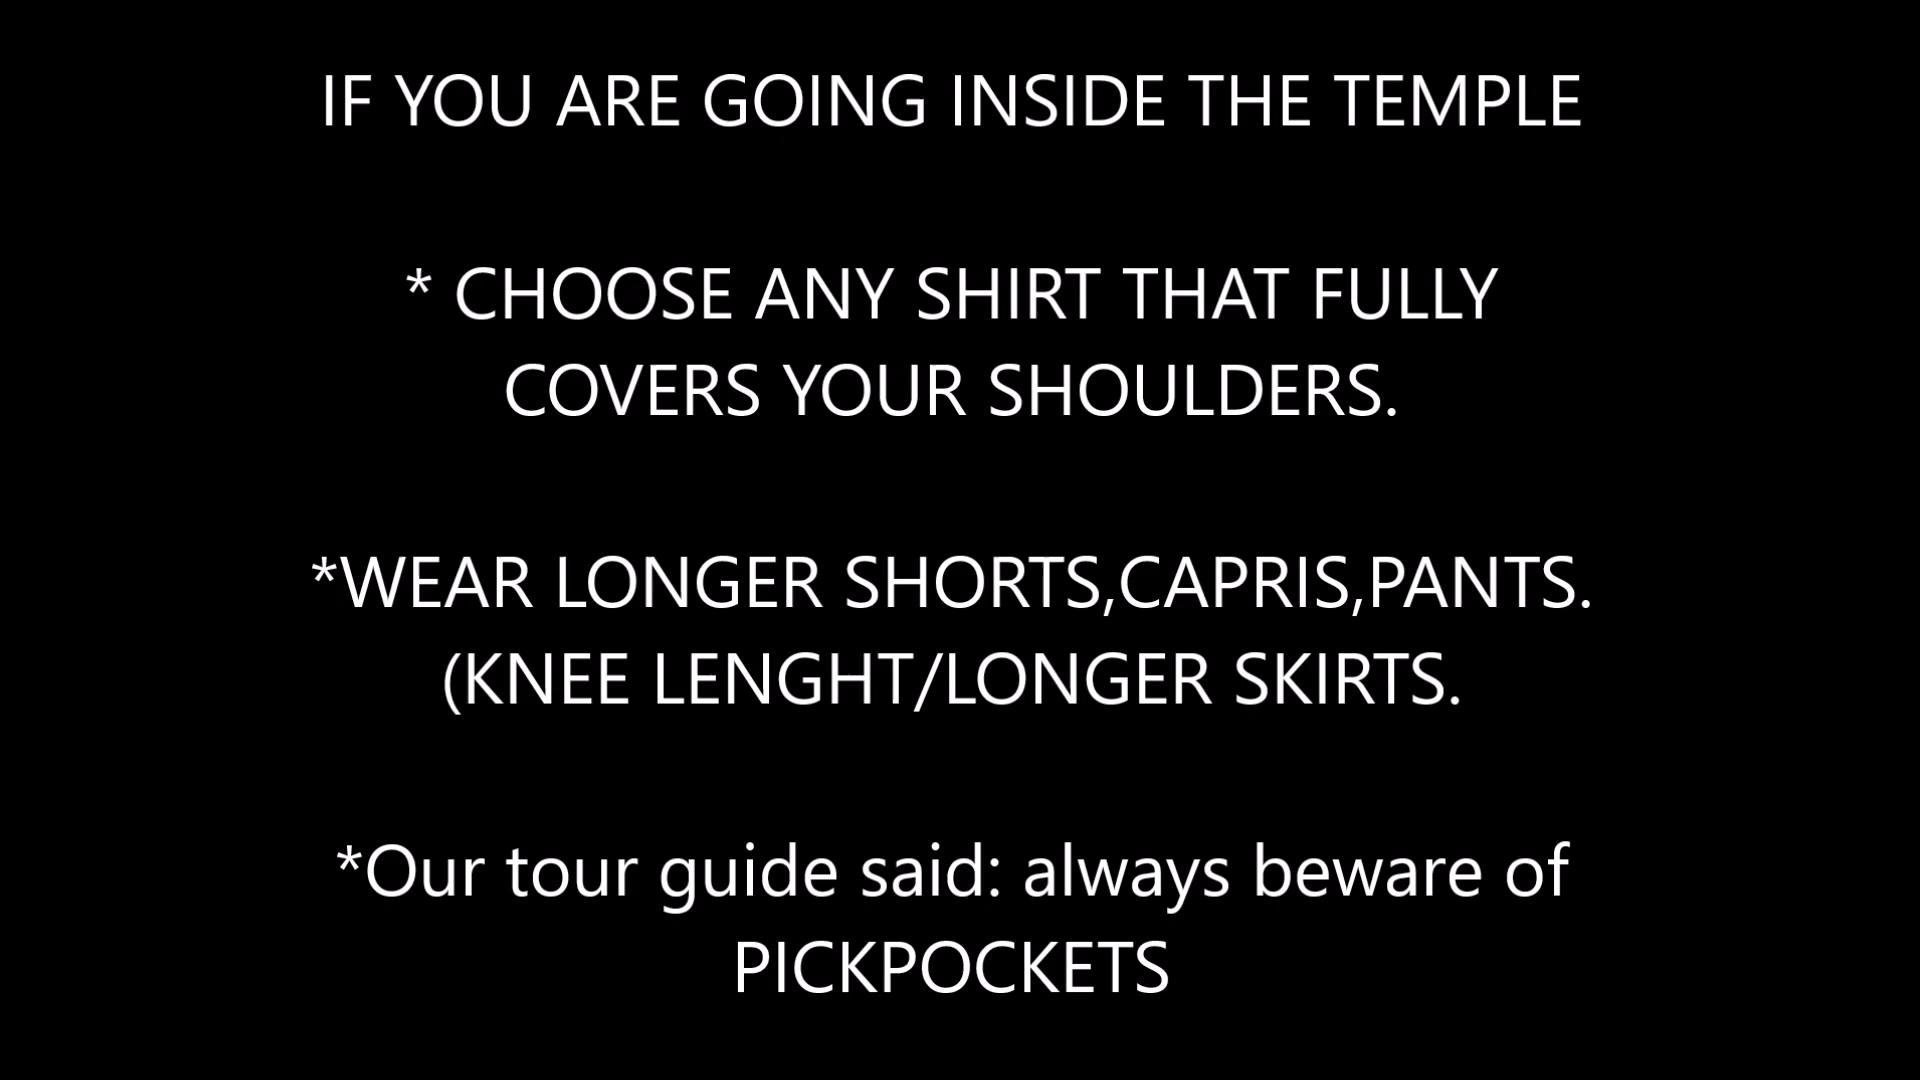 IF YOU ARE GOING INSIDE THE TEMPLE
* CHOOSE ANY SHIRT THAT FULLY
COVERS YOUR SHOULDERS.
*WEAR LONGER SHORTS,CAPRIS,PANTS.
(KNEE LENGHT/LONGER SKIRTS.
*Our tour guide said: always beware of
PICKPOCKETS